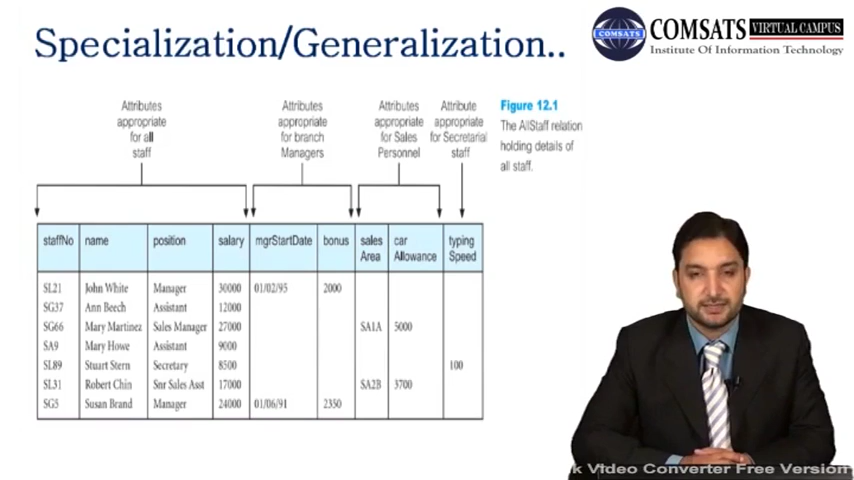 Specialization/Generalization..
COMSATS
COMSATS VIRTUAL CAMPUS
Institute Of Information Technology
Attributes appropriate for all staff
Attributes appropriate for branch Managers
Attributes appropriate for Sales Personnel
Attribute appropriate for Secretarial staff
Figure 12.1
The AllStaff relation
holding details of
all staff.
staffNo name position salary mgrStartDate bonus sales Area car Allowance typing Speed
SL21 John White Manager 30000 01/02/95 2000
SG37 Ann Beech Assistant 12000
SG66 Mary Martinez Sales Manager 27000 SA1A 5000
SA9 Mary Howe Assistant 9000
SL89 Stuart Stern Secretary 8500 100
SL31 Robert Chin Snr Sales Asst 17000 SA2B 3700
SG5 Susan Brand Manager 24000 01/06/91 2350
k Video Converter Free Version